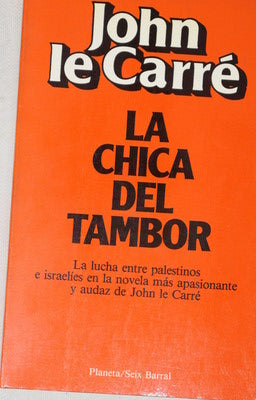 John
le Carré
LA
CHICA
DEL
TAMBOR
La lucha entre palestinos
e israelíes en la novela más apasionante
y audaz de John le Carré
Planeta/Seix Barral